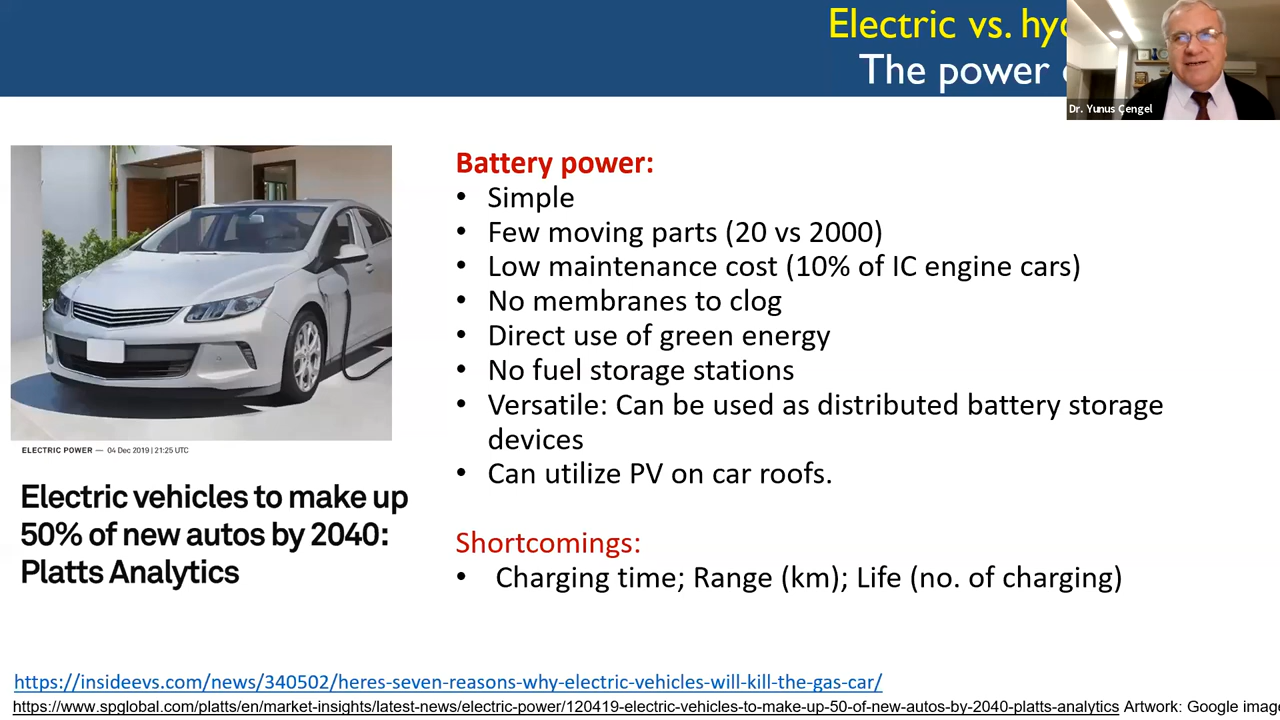 Electric vs.
The power
Dr. Yunus Çengel
Battery power:
• Simple
• Few moving parts (20 vs 2000)
• Low maintenance cost (10% of IC engine cars)
• No membranes to clog
• Direct use of green energy
• No fuel storage stations
• Versatile: Can be used as distributed battery storage
devices
• Can utilize PV on car roofs.
Shortcomings:
• Charging time; Range (km); Life (no. of charging)
ELECTRIC POWER — 04 Dec 2019 | 21:25 UTC
Electric vehicles to make up
50% of new autos by 2040:
Platts Analytics
https://insideevs.com/news/340502/heres-seven-reasons-why-electric-vehicles-will-kill-the-gas-car/
https://www.spglobal.com/platts/en/market-insights/latest-news/electric-power/120419-electric-vehicles-to-make-up-50-of-new-autos-by-2040-platts-analytics Artwork: Google